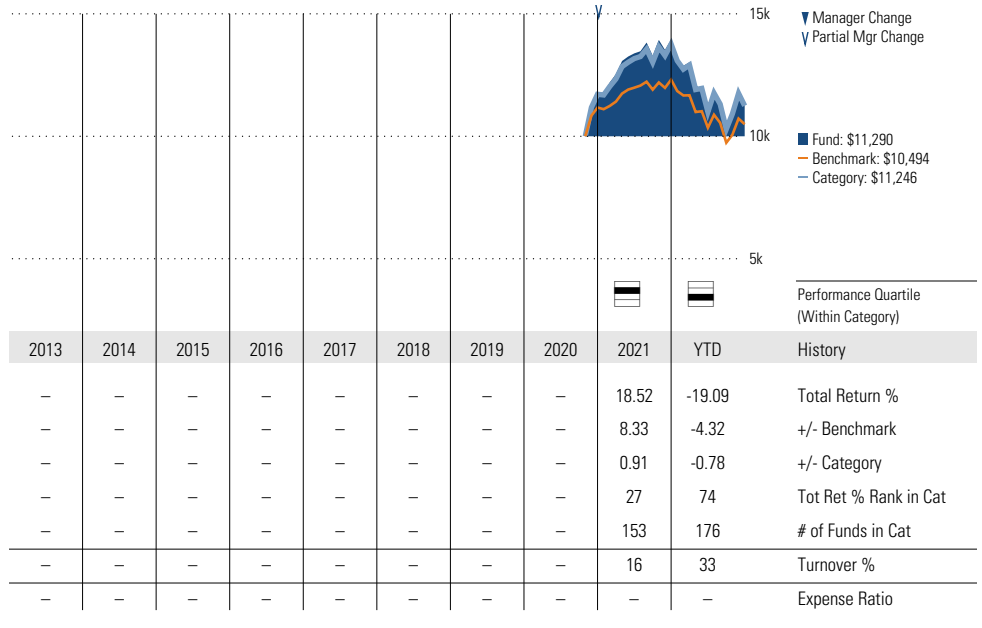 15k
Manager Change
Partial Mgr Change
10k
Fund: $11,290
Benchmark: $10,494
Category: $11,246
5k
Performance Quartile
(Within Category)
2013 2014 2015 2016 2017 2018 2019 2020 2021 YTD History
– – – – – – – – 18.52 -19.09 Total Return %
– – – – – – – – 8.33 -4.32 +/- Benchmark
– – – – – – – – 0.91 -0.78 +/- Category
– – – – – – – – 27 74 Tot Ret % Rank in Cat
– – – – – – – – 153 176 # of Funds in Cat
– – – – – – – – 16 33 Turnover %
– – – – – – – – – – Expense Ratio